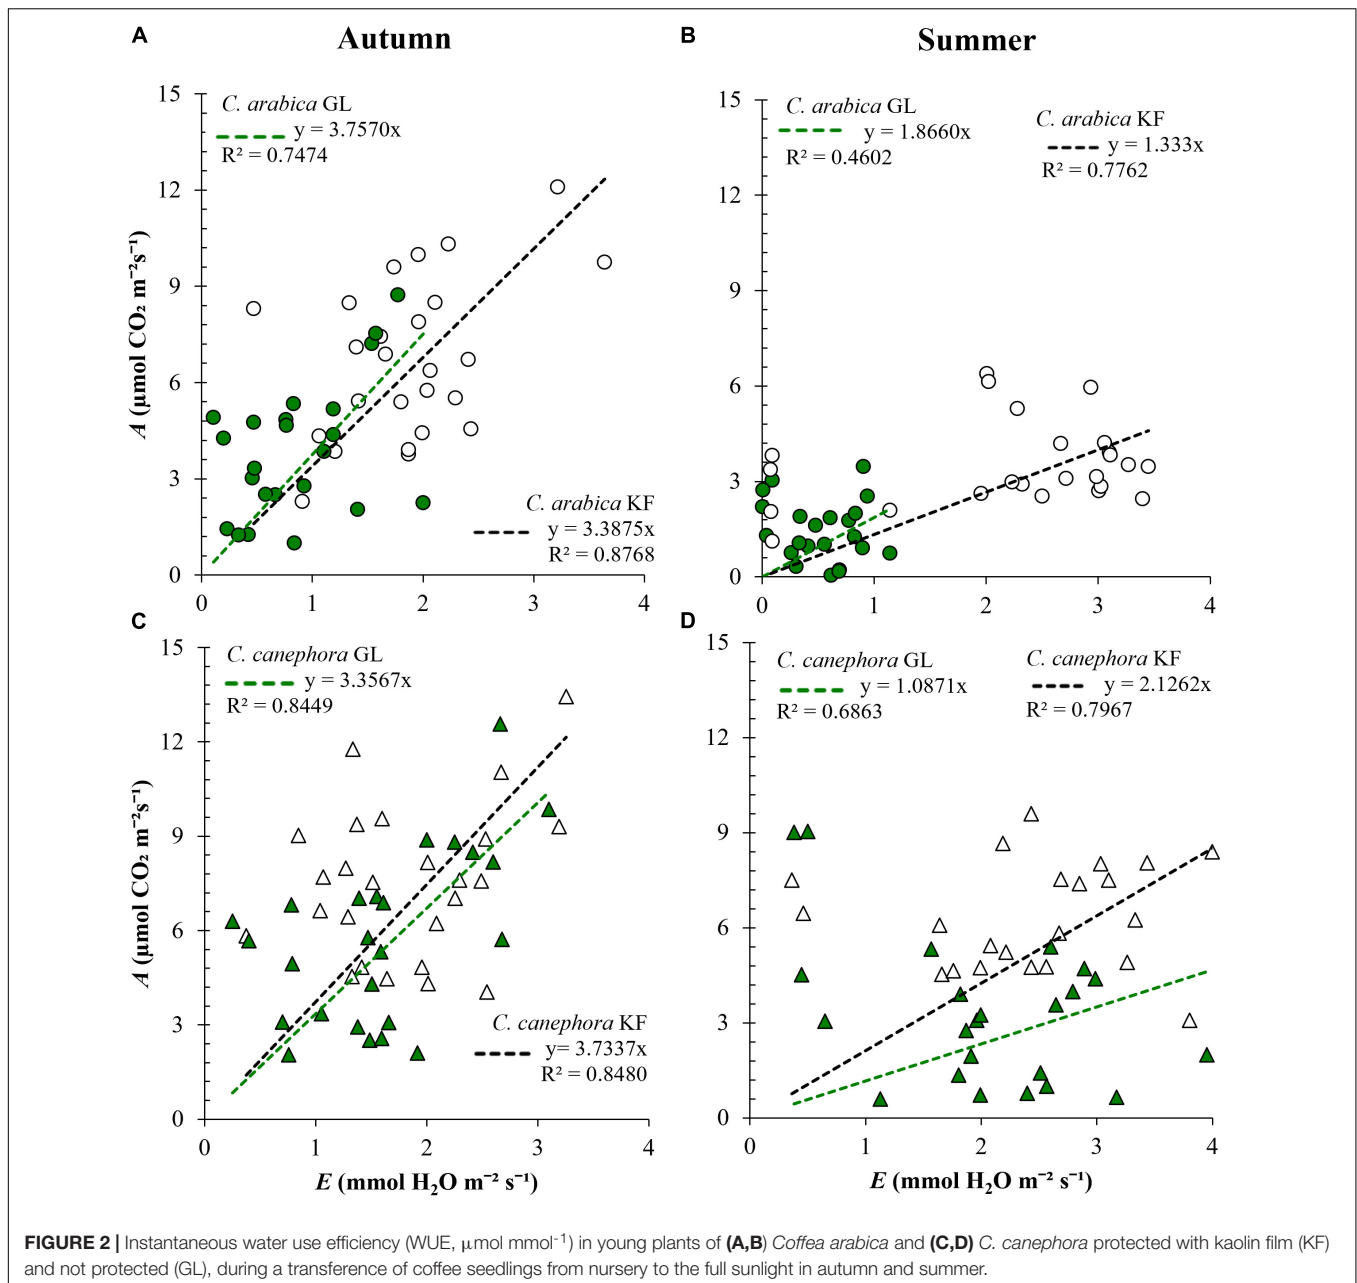 A
Autumn
C. arabica GL
y = 3.7570x
R² = 0.7474
C. arabica KF
y = 3.3875x
R² = 0.8768
A (µmol CO₂ m⁻²s⁻¹)
15
12
9
6
3
0
0 1 2 3 4
B
Summer
C. arabica GL
y = 1.8660x
R² = 0.4602
C. arabica KF
y = 1.333x
R² = 0.7762
15
12
9
6
3
0
0 1 2 3 4
C
C. canephora GL
y = 3.3567x
R² = 0.8449
C. canephora KF
y= 3.7337x
R² = 0.8480
A (µmol CO₂ m⁻²s⁻¹)
15
12
9
6
3
0
0 1 2 3 4
E (mmol H₂O m⁻² s⁻¹)
D
C. canephora GL
y = 1.0871x
R² = 0.6863
C. canephora KF
y = 2.1262x
R² = 0.7967
15
12
9
6
3
0
0 1 2 3 4
E (mmol H₂O m⁻² s⁻¹)
FIGURE 2 | Instantaneous water use efficiency (WUE, µmol mmol⁻¹) in young plants of (A,B) Coffea arabica and (C,D) C. canephora protected with kaolin film (KF)
and not protected (GL), during a transference of coffee seedlings from nursery to the full sunlight in autumn and summer.